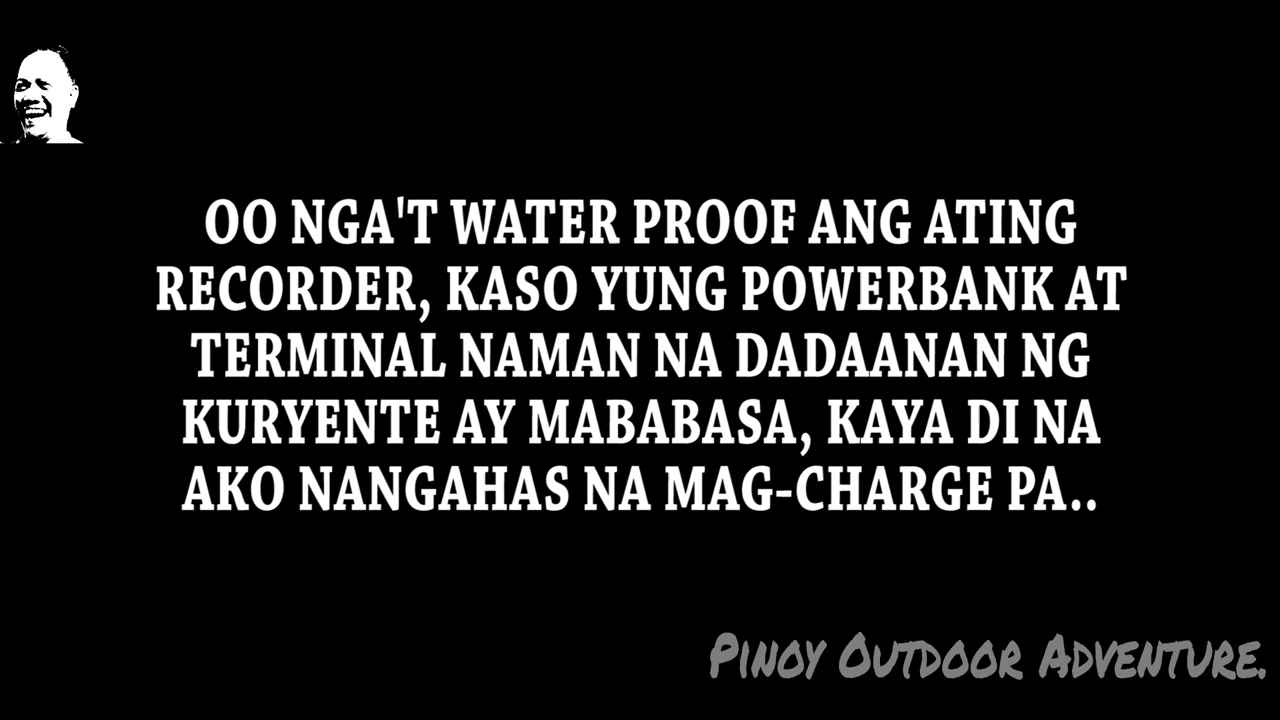 OO NGA'T WATER PROOF ANG ATING
RECORDER, KASO YUNG POWERBANK AT
TERMINAL NAMAN NA DADAANAN NG
KURYENTE AY MABABASA, KAYA DI NA
AKO NANGAHAS NA MAG-CHARGE PA..
PINOY OUTDOOR ADVENTURE.